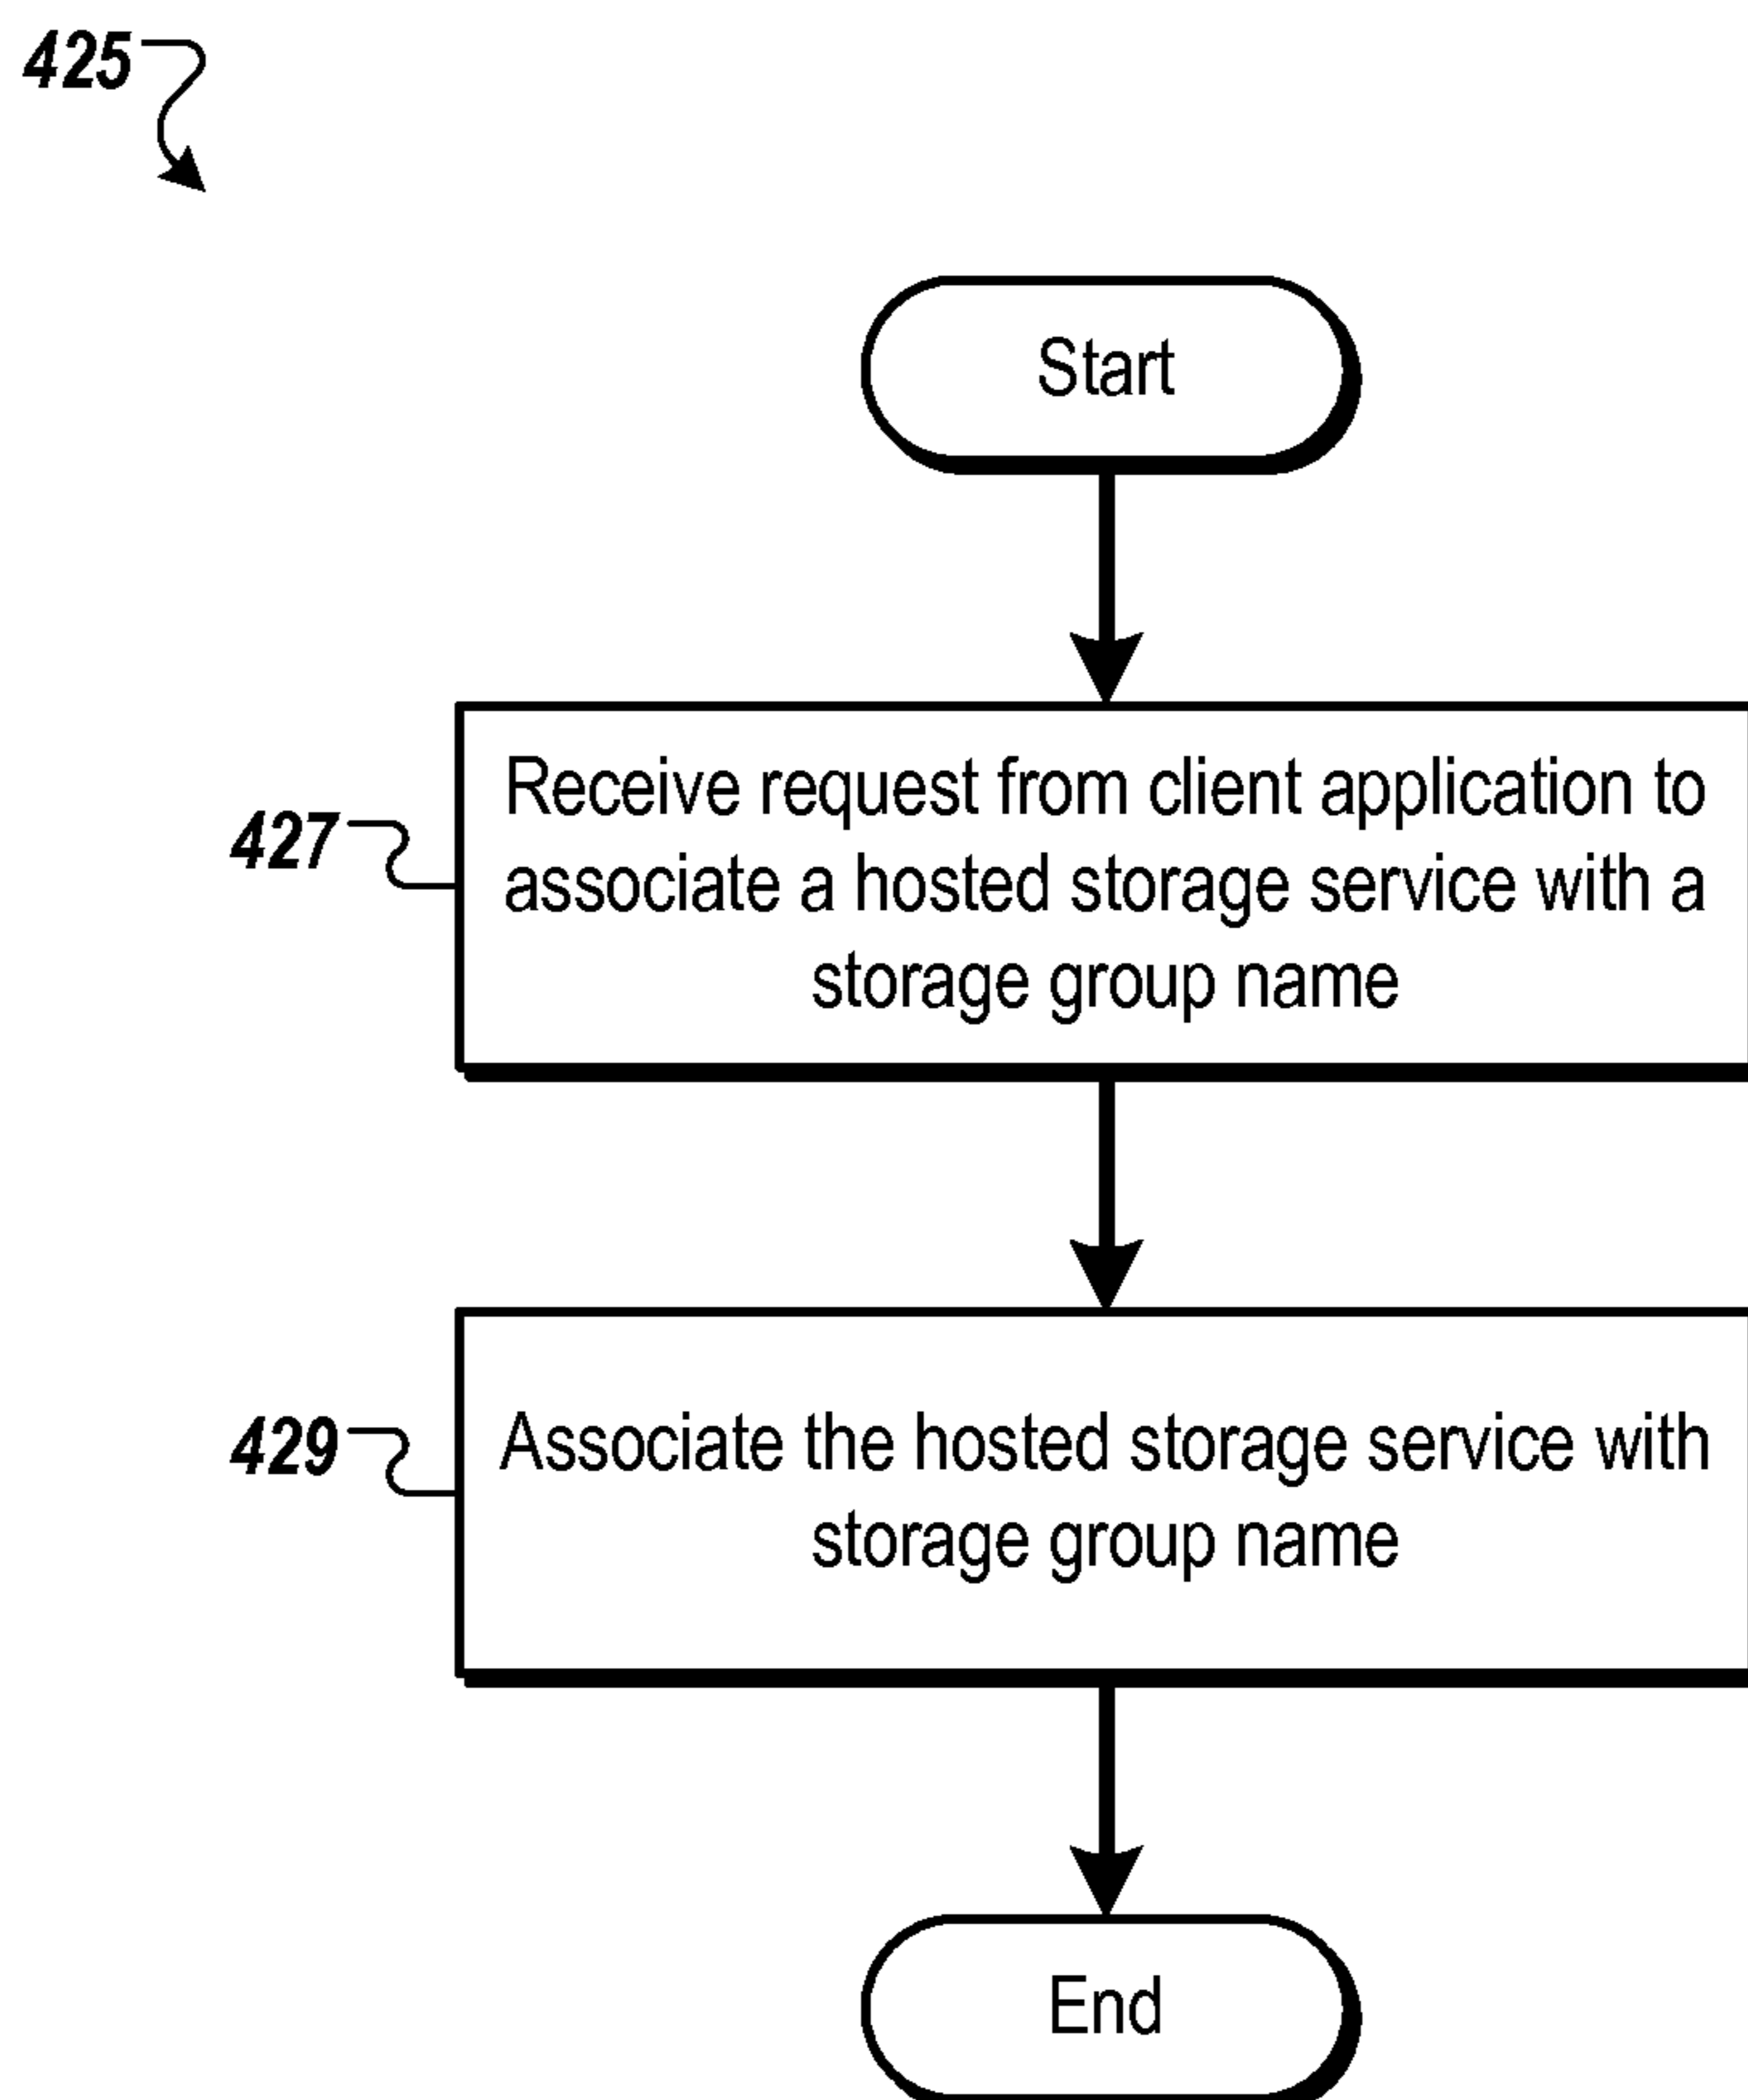 425
Start
427
Receive request from client application to
associate a hosted storage service with a
storage group name
429
Associate the hosted storage service with
storage group name
End